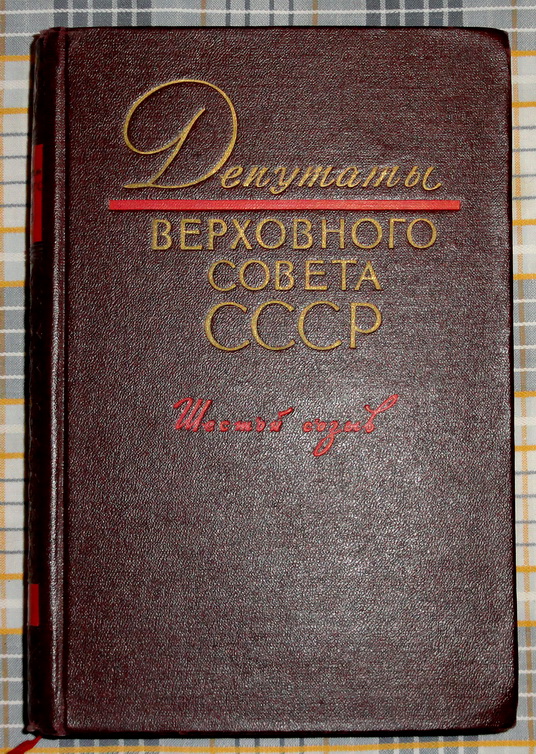 Депутаты
ВЕРХОВНОГО
СОВЕТА
СССР
Шестой созыв